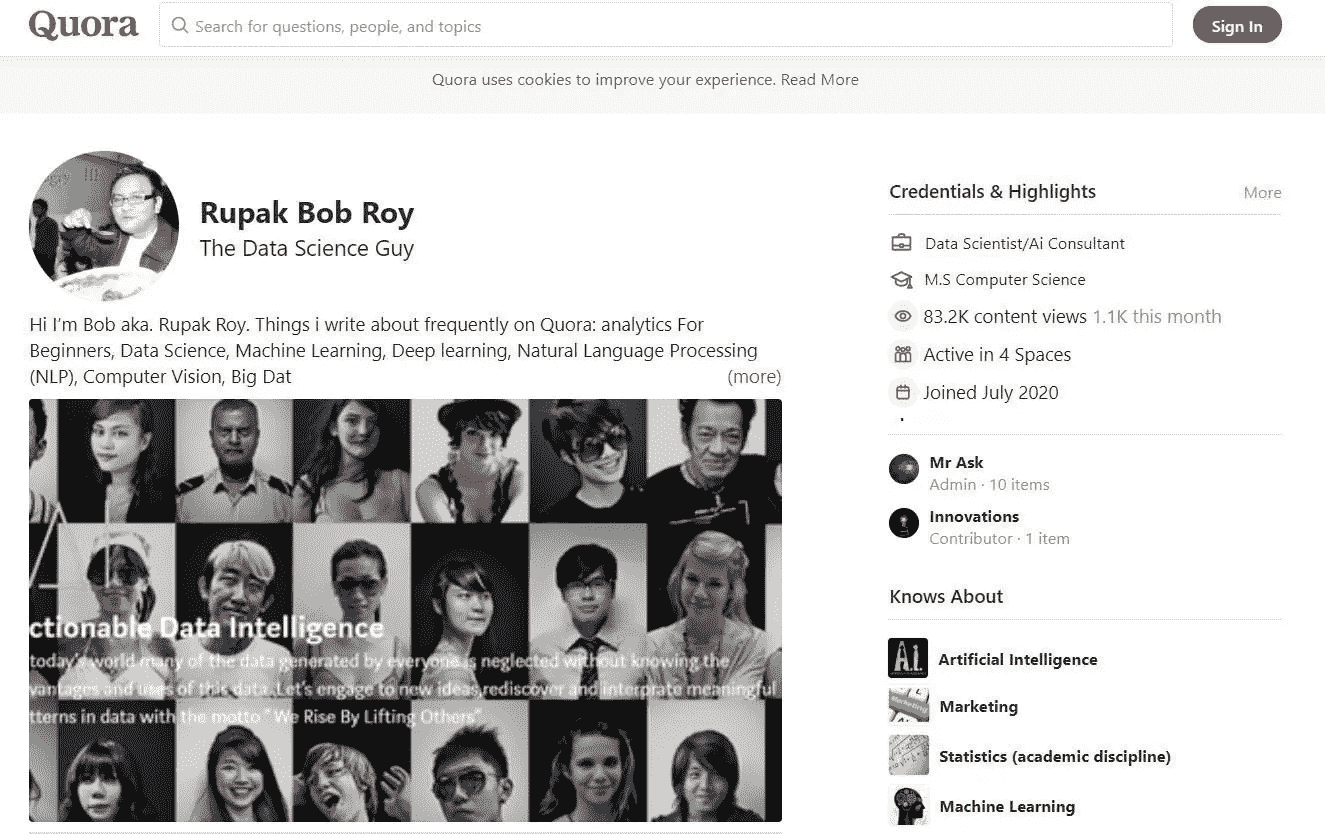 Quora
Search for questions, people, and topics
Sign In
Quora uses cookies to improve your experience. Read More
Rupak Bob Roy
The Data Science Guy
Hi I'm Bob aka. Rupak Roy. Things i write about frequently on Quora: analytics For
Beginners, Data Science, Machine Learning, Deep learning, Natural Language Processing
(NLP), Computer Vision, Big Dat
(more)
ctionable Data Intelligence
today's world many of the data generated by everyone is neglected without knowing the
vantages and uses of this data. Let's engage to new ideas,rediscover and interprate meaningful
tterns in data with the motto " We Rise By Lifting Others"
Credentials & Highlights
More
Data Scientist/Ai Consultant
M.S Computer Science
83.2K content views 1.1K this month
Active in 4 Spaces
Joined July 2020
Mr Ask
Admin · 10 items
Innovations
Contributor · 1 item
Knows About
A.I.
Artificial Intelligence
Marketing
Statistics (academic discipline)
Machine Learning